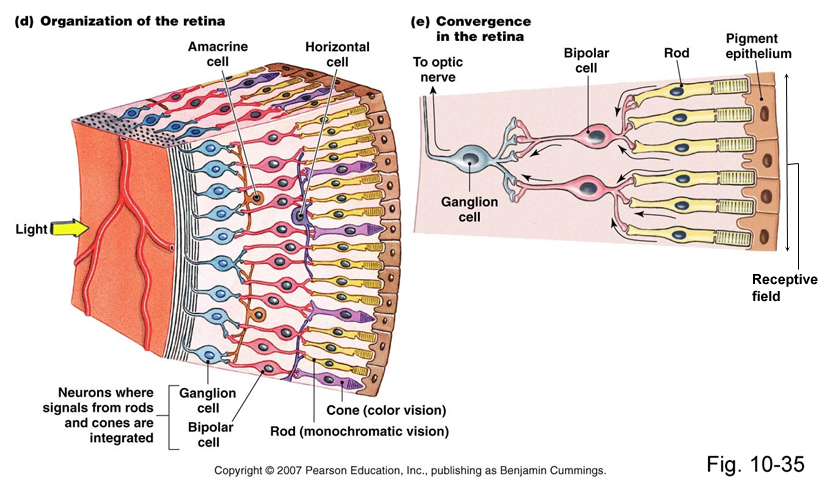 (d) Organization of the retina
Amacrine
cell
Horizontal
cell
Light
Neurons where
signals from rods
and cones are
integrated
Ganglion
cell
Bipolar
cell
Cone (color vision)
Rod (monochromatic vision)
(e) Convergence
in the retina
To optic
nerve
Bipolar
cell
Rod
Pigment
epithelium
Ganglion
cell
Receptive
field
Copyright © 2007 Pearson Education, Inc., publishing as Benjamin Cummings.
Fig. 10-35